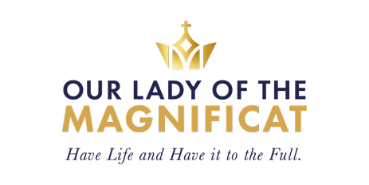 OUR LADY OF THE
MAGNIFICAT
Have Life and Have it to the Full.